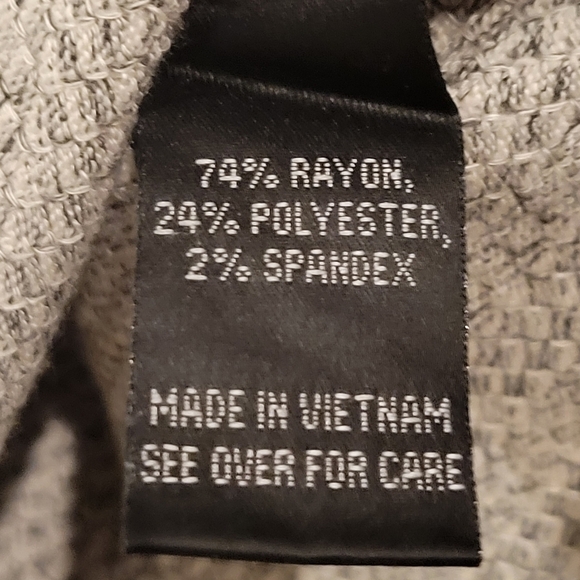 74% RAYON,
24% POLYESTER,
2% SPANDEX
MADE IN VIETNAM
SEE OVER FOR CARE